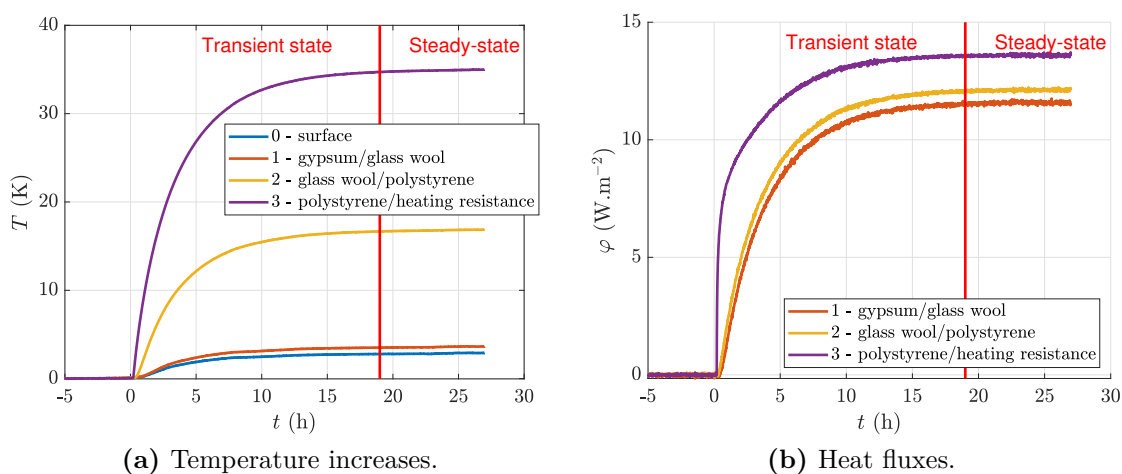 Transient state
Steady-state
0 - surface
1 - gypsum/glass wool
2 - glass wool/polystyrene
3 - polystyrene/heating resistance
T (K)
40
30
20
10
0
-5 0 5 10 15 20 25 30
t (h)
(a) Temperature increases.
Transient state
Steady-state
1 - gypsum/glass wool
2 - glass wool/polystyrene
3 - polystyrene/heating resistance
φ (W.m⁻²)
15
10
5
0
-5 0 5 10 15 20 25 30
t (h)
(b) Heat fluxes.